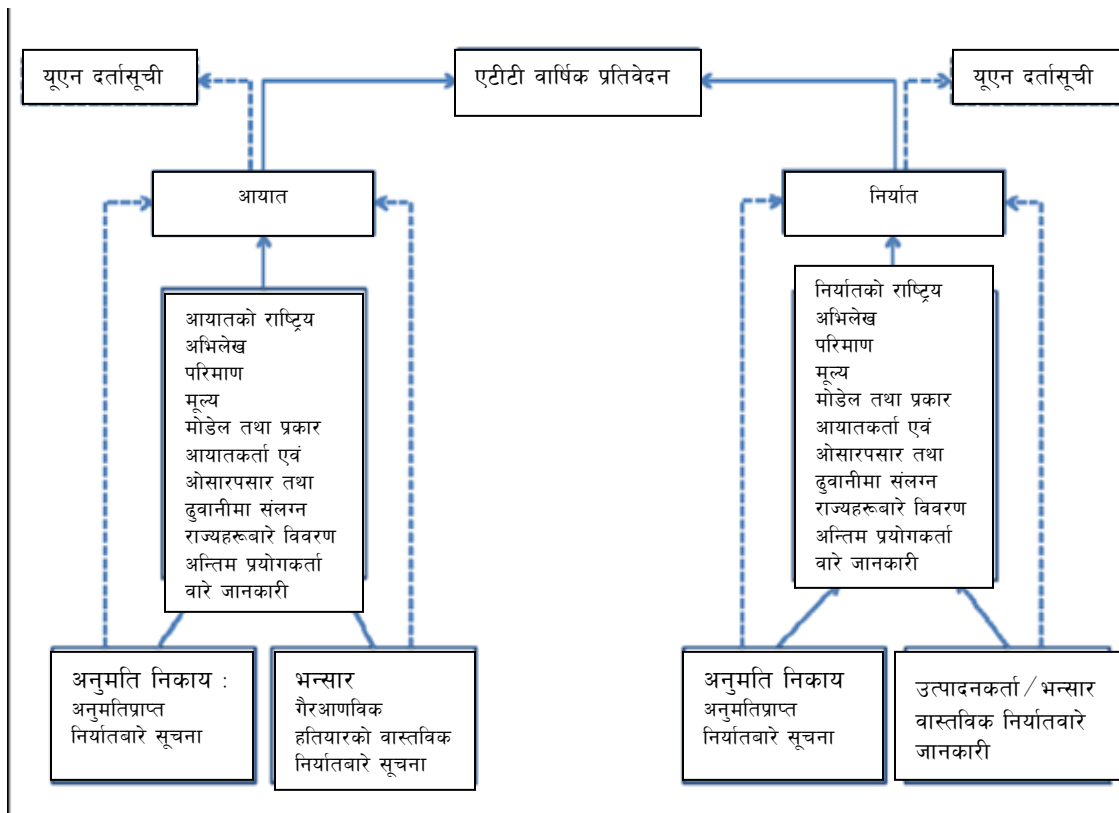 यूएन दर्तासूची
एटीटी वार्षिक प्रतिवेदन
यूएन दर्तासूची
आयात
निर्यात
आयातको राष्ट्रिय
अभिलेख
परिमाण
मूल्य
मोडेल तथा प्रकार
आयातकर्ता एवं
ओसारपसार तथा
ढुवानीमा संलग्न
राज्यहरूबारे विवरण
अन्तिम प्रयोगकर्ता
वारे जानकारी
निर्यातको राष्ट्रिय
अभिलेख
परिमाण
मूल्य
मोडेल तथा प्रकार
आयातकर्ता एवं
ओसारपसार तथा
ढुवानीमा संलग्न
राज्यहरूबारे विवरण
अन्तिम प्रयोगकर्ता
वारे जानकारी
अनुमति निकाय :
अनुमतिप्राप्त
निर्यातबारे सूचना
भन्सार
गैरआणविक
हतियारको वास्तविक
निर्यातबारे सूचना
अनुमति निकाय
अनुमतिप्राप्त
निर्यातबारे सूचना
उत्पादनकर्ता/भन्सार
वास्तविक निर्यातवारे
जानकारी